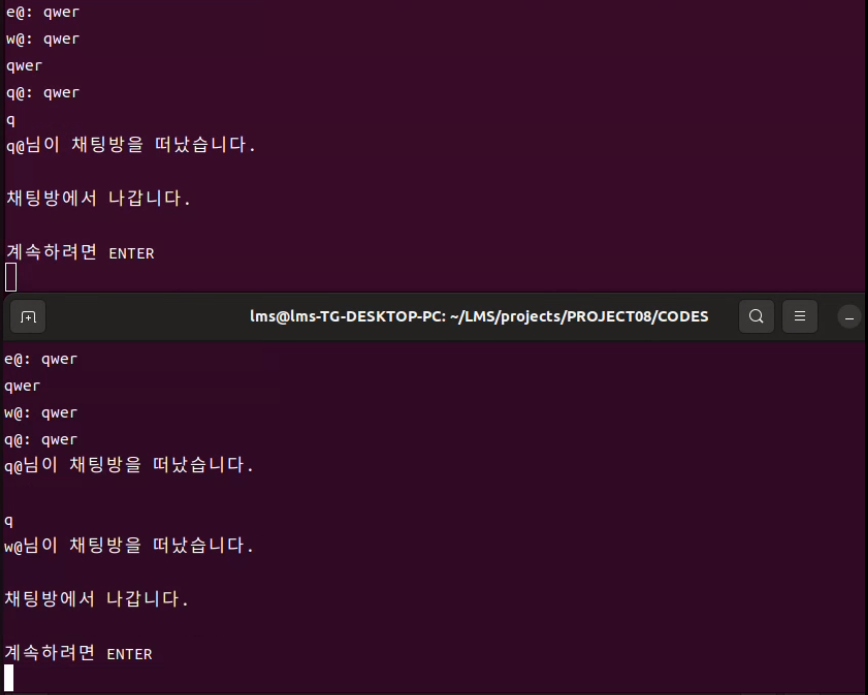 e@: qwer
w@: qwer
qwer
q@: qwer
q
q@님이 채팅방을 떠났습니다.
채팅방에서 나갑니다.
계속하려면 ENTER
lms@lms-TG-DESKTOP-PC: ~/LMS/projects/PROJECT08/CODES
e@: qwer
qwer
w@: qwer
q@: qwer
q@님이 채팅방을 떠났습니다.
q
w@님이 채팅방을 떠났습니다.
채팅방에서 나갑니다.
계속하려면 ENTER